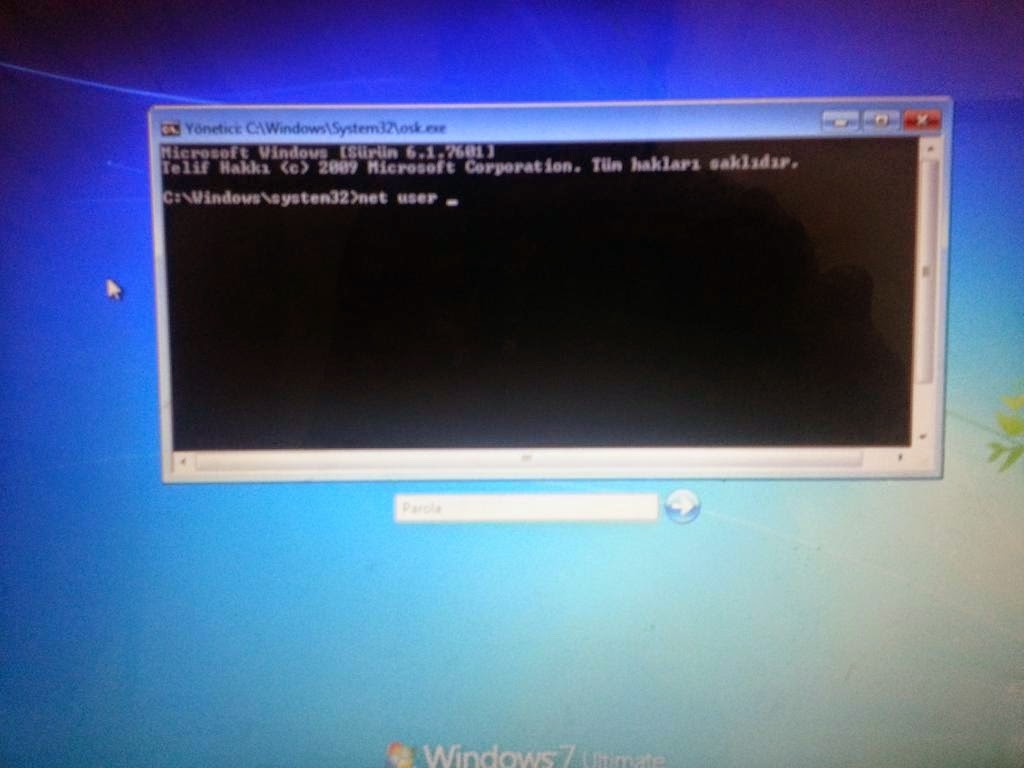 Yönetici: C:\Windows\System32\osk.exe
Microsoft Windows [Sürüm 6.1.7601]
Telif Hakkı (c) 2009 Microsoft Corporation. Tüm hakları saklıdır.
C:\Windows\system32>net user _
Parola
Windows 7 Ultimate